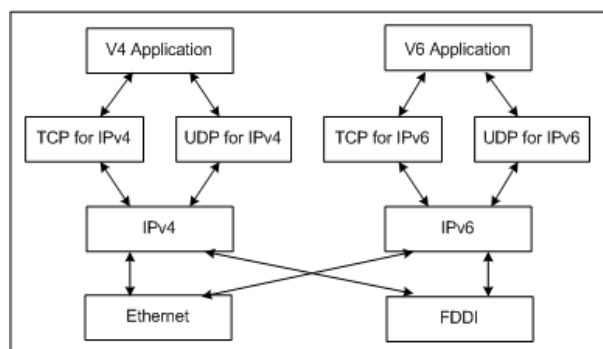 V4 Application
V6 Application
TCP for IPv4
UDP for IPv4
TCP for IPv6
UDP for IPv6
IPv4
IPv6
Ethernet
FDDI